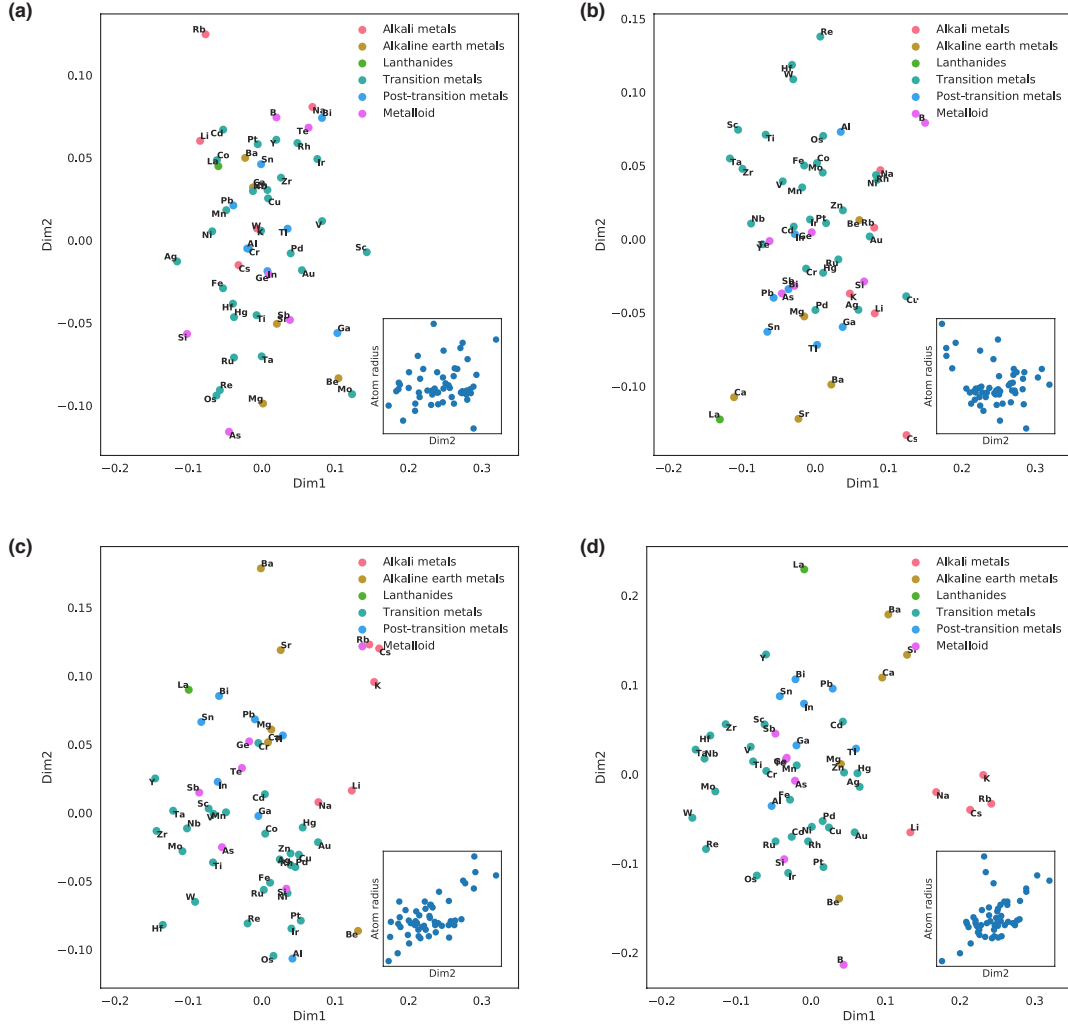 (a)
Alkali metals
Alkaline earth metals
Lanthanides
Transition metals
Post-transition metals
Metalloid
0.10
0.05
0.00
−0.05
−0.10
Dim2
−0.2 −0.1 0.0 0.1 0.2 0.3
Dim1
Rb
Na
Bi
B
Te
Cd
Li
Pt
Y
Rh
Co
La
Ba
Sn
Ir
Zr
Cu
Pb
Mn
W
K
Tl
V
Ni
Al
Cr
Pd
Sc
Ag
Cs
Ge
In
Au
Fe
Hf
Hg
Ti
Sb
Sr
Ga
Si
Ru
Ta
Re
Os
Mg
Be
Mo
As
Atom radius
Dim2
(b)
Alkali metals
Alkaline earth metals
Lanthanides
Transition metals
Post-transition metals
Metalloid
0.15
0.10
0.05
0.00
−0.05
−0.10
Dim2
−0.2 −0.1 0.0 0.1 0.2 0.3
Dim1
Re
Hf
W
B
Sc
Ti
Os
Al
Ta
Zr
Fe
Co
Mo
Na
Rh
Ni
V
Mn
Zn
Nb
Ir
Pt
Be
Rb
Cd
In
Ge
Au
Te
Y
Ru
Cr
Hg
Sb
Bi
Si
Pb
As
K
Cu
Mg
Pd
Ag
Li
Sn
Ga
Tl
Ba
Ca
La
Sr
Cs
Atom radius
Dim2
(c)
Alkali metals
Alkaline earth metals
Lanthanides
Transition metals
Post-transition metals
Metalloid
0.15
0.10
0.05
0.00
−0.05
−0.10
Dim2
−0.2 −0.1 0.0 0.1 0.2 0.3
Dim1
Ba
Sr
Rb
Cs
K
La
Bi
Sn
Pb
Mg
Ge
Cr
Te
Y
In
Sb
Cd
Li
Sc
V
Mn
Ga
Na
Ta
Nb
Zr
Co
Hg
Mo
As
Au
Ti
Zn
Cu
Ag
Rh
Pd
Fe
Ru
Si
Ni
W
Hf
Re
Pt
Ir
Be
Os
Al
Atom radius
Dim2
(d)
Alkali metals
Alkaline earth metals
Lanthanides
Transition metals
Post-transition metals
Metalloid
0.2
0.1
0.0
−0.1
−0.2
Dim2
−0.2 −0.1 0.0 0.1 0.2 0.3
Dim1
La
Ba
Sr
Y
Ca
Bi
Pb
Sn
In
Zr
Sc
Sb
Cd
Hf
Ta
Nb
V
Ga
Tl
Ti
Cr
Ge
Mn
Mg
Zn
Hg
Mo
As
Ag
K
Na
Rb
Cs
Al
Fe
W
Li
Co
Ni
Cu
Au
Ru
Rh
Re
Si
Pt
Os
Ir
Be
B
Atom radius
Dim2